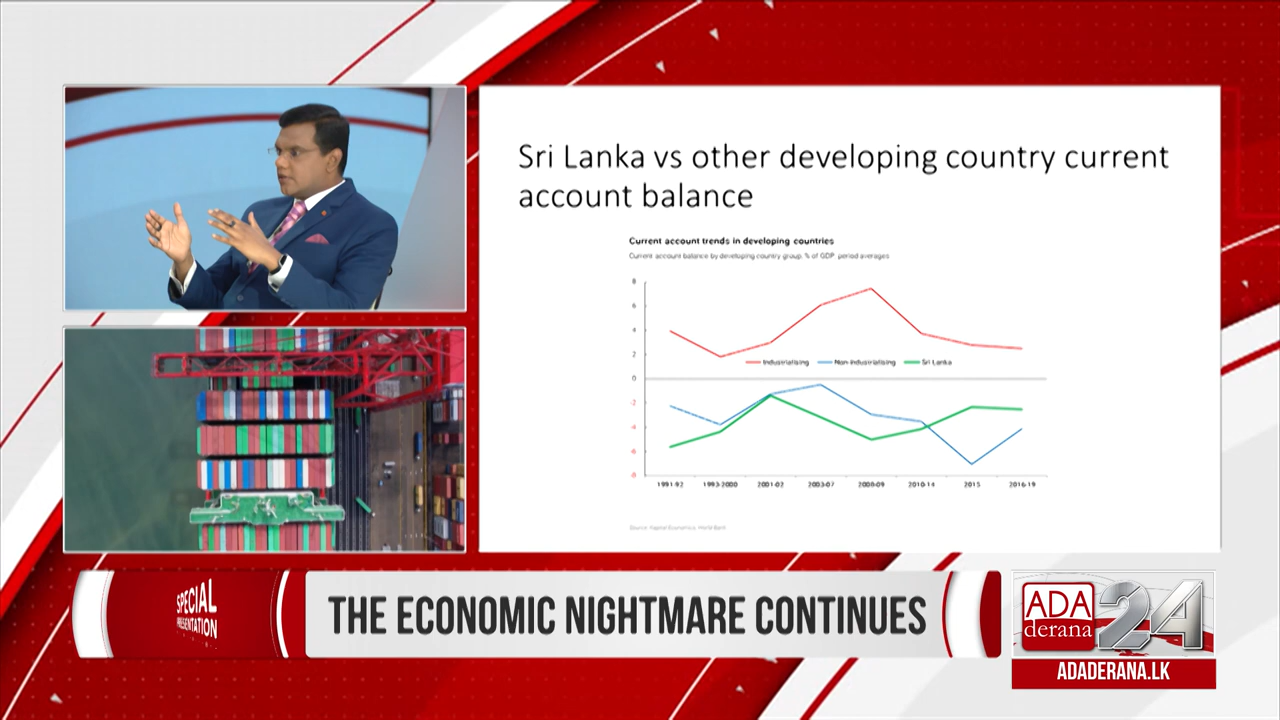 Sri Lanka vs other developing country current
account balance
Current account trends in developing countries
Current account balance by developing country group, % of GDP, period averages
8
6
4
2
Industrialising Non-industrialising Sri Lanka
0
-2
-4
-6
-8
1991-92 1993-2000 2001-02 2003-07 2008-09 2010-14 2015 2016-19
SPECIAL
PRESENTATION
THE ECONOMIC NIGHTMARE CONTINUES
ADA
derana
24
ADADERANA.LK